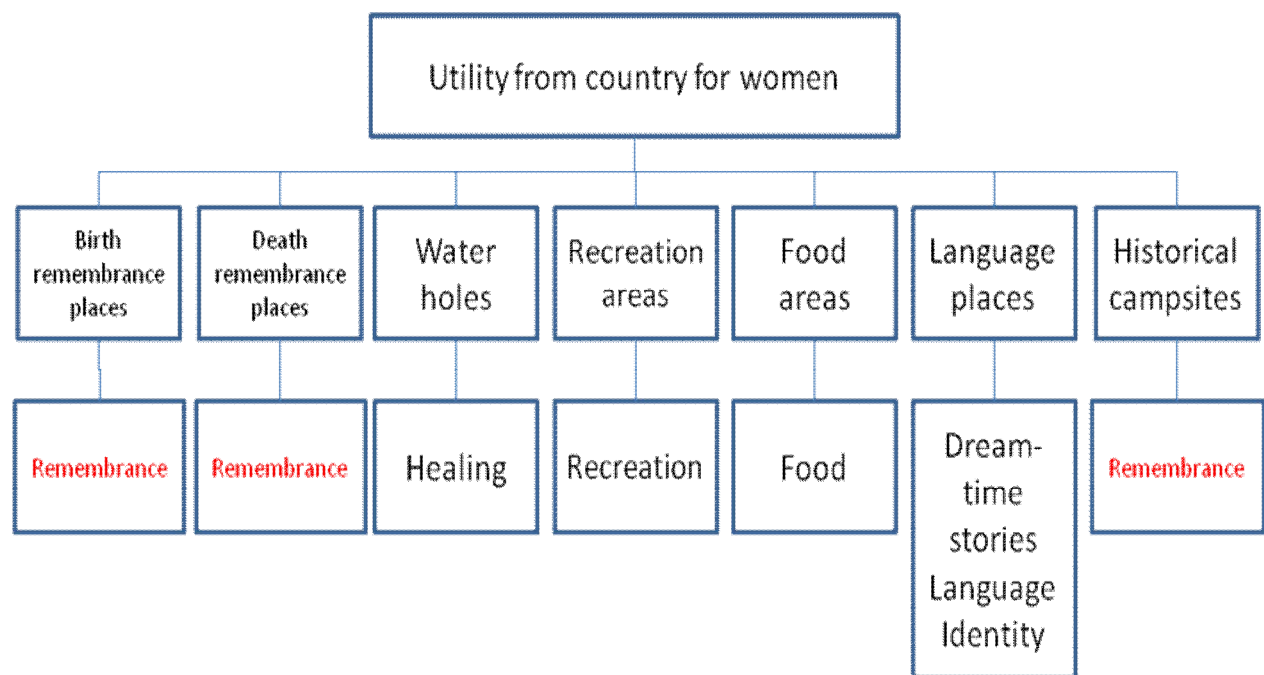 Utility from country for women
Birth
remembrance
places
Death
remembrance
places
Water
holes
Recreation
areas
Food
areas
Language
places
Historical
campsites
Remembrance
Remembrance
Healing
Recreation
Food
Dream-
time
stories
Language
Identity
Remembrance